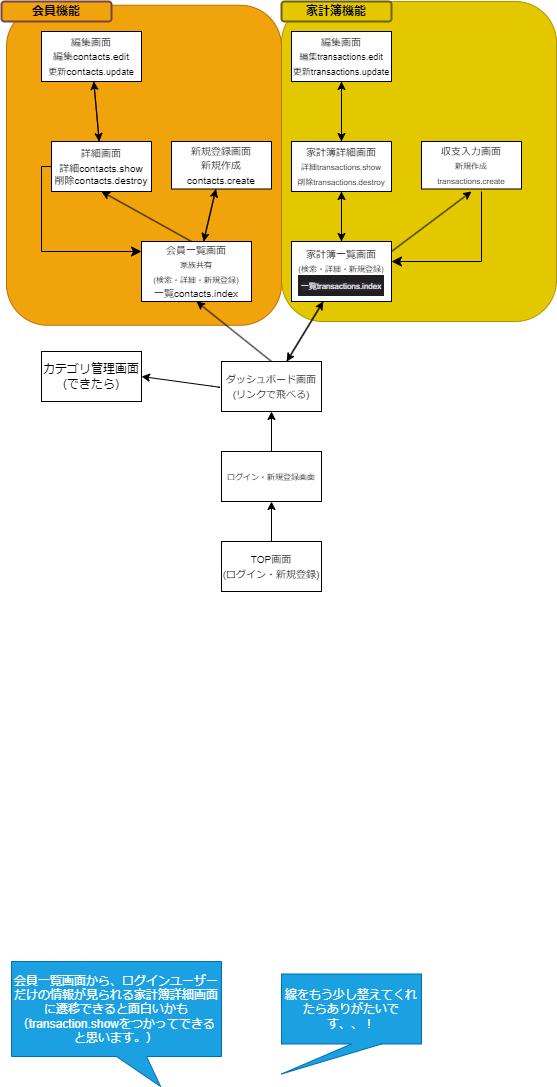 会員機能
家計簿機能
編集画面
編集contacts.edit
更新contacts.update
編集画面
編集transactions.edit
更新transactions.update
詳細画面
詳細contacts.show
削除contacts.destroy
新規登録画面
新規作成
contacts.create
家計簿詳細画面
詳細transactions.show
削除transactions.destroy
収支入力画面
新規作成
transactions.create
会員一覧画面
家族共有
(検索・詳細・新規登録)
一覧contacts.index
家計簿一覧画面
(検索・詳細・新規登録)
一覧transactions.index
カテゴリ管理画面
(できたら)
ダッシュボード画面
(リンクで飛べる)
ログイン・新規登録画面
TOP画面
(ログイン・新規登録)
会員一覧画面から、ログインユーザー
だけの情報が見られる家計簿詳細画面
に遷移できると面白いかも
（transaction.showをつかってできる
と思います。）
線をもう少し整えてくれ
たらありがたいで
す、、！